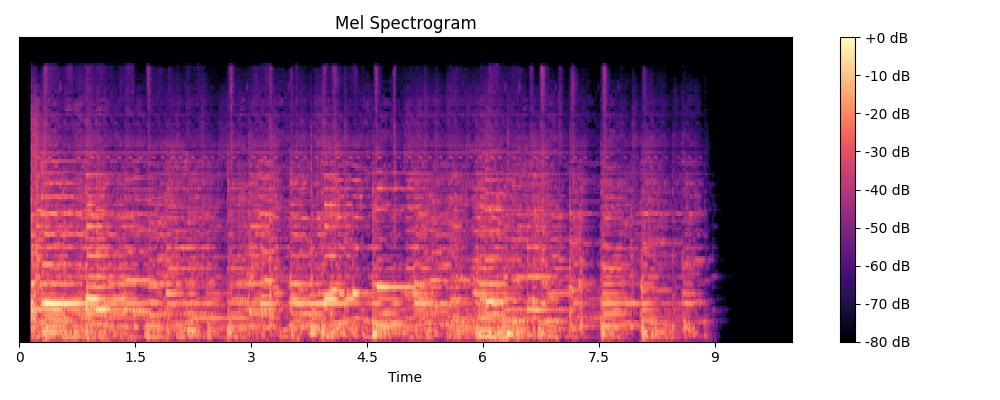 Mel Spectrogram
+0 dB
-10 dB
-20 dB
-30 dB
-40 dB
-50 dB
-60 dB
-70 dB
-80 dB
0 1.5 3 4.5 6 7.5 9
Time